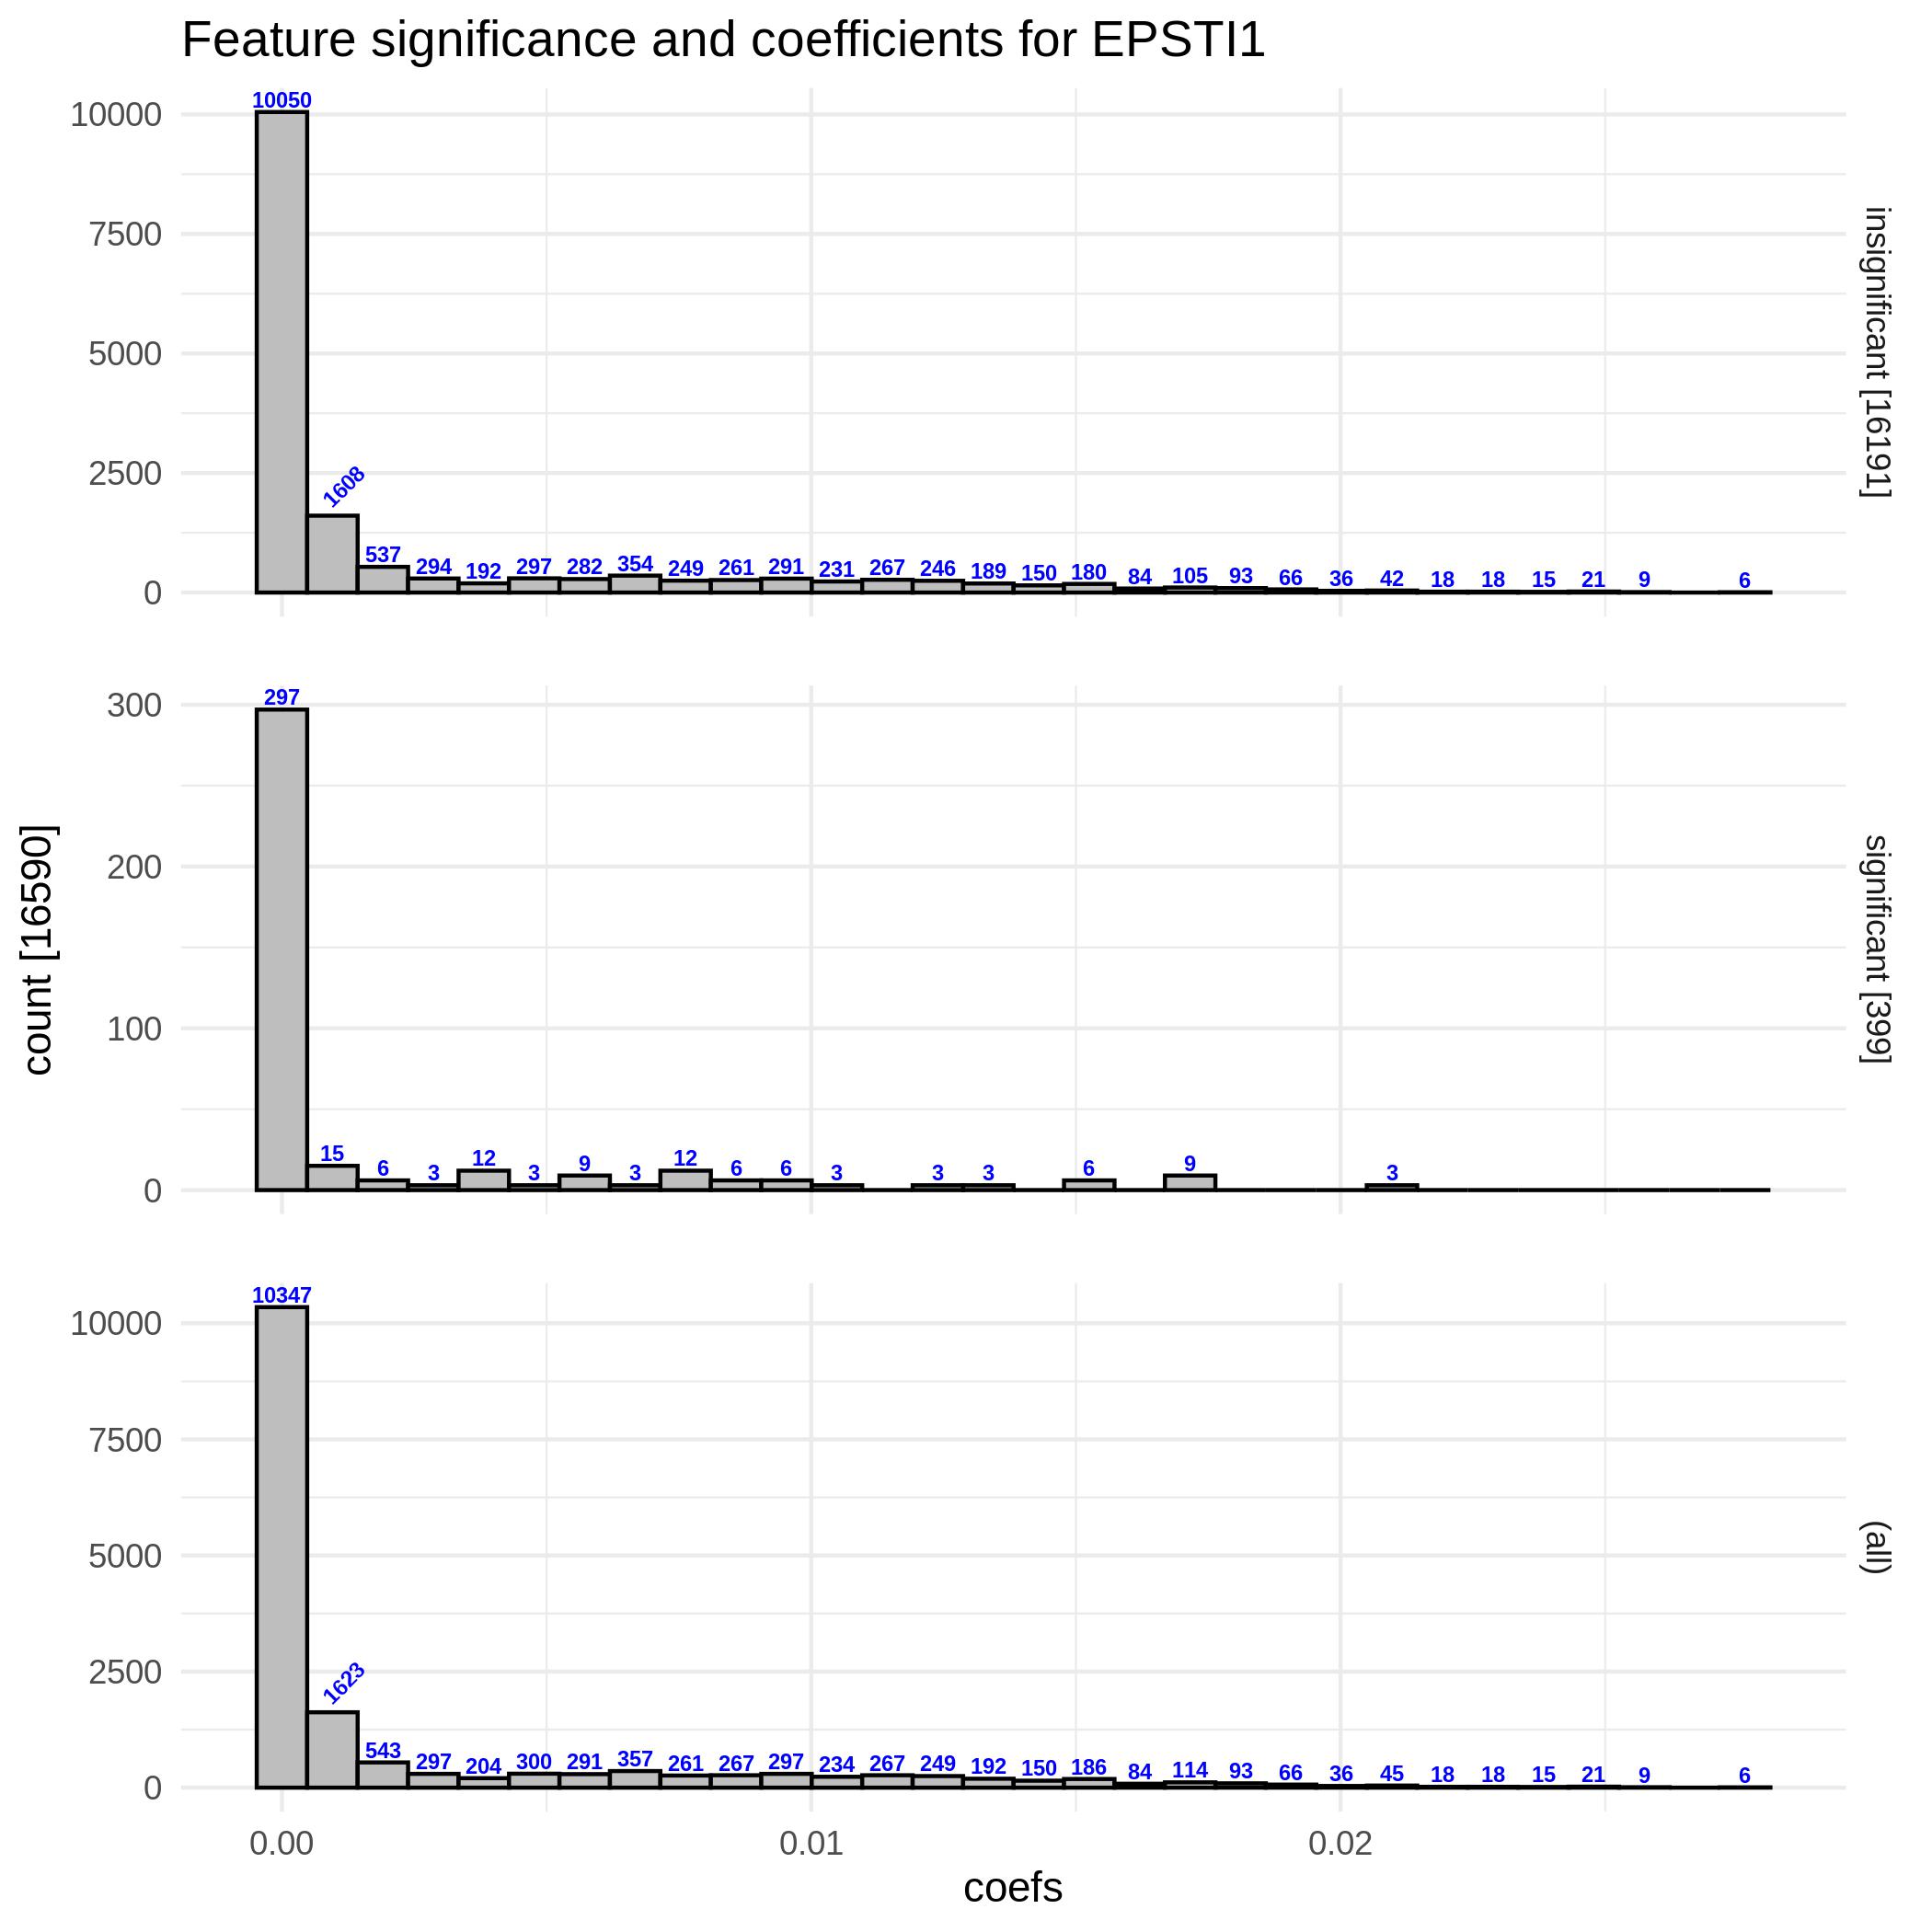 Feature significance and coefficients for EPSTI1
10050
10000
7500
5000
2500
0
1608
537 294 192 297 282 354 249 261 291 231 267 246 189 150 180 84 105 93 66 36 42 18 18 15 21 9 6
insignificant [16191]
297
300
200
100
0
15 6 3 12 3 9 3 12 6 6 3 3 3 6 9 3
significant [399]
count [16590]
10347
10000
7500
5000
2500
0
1623
543 297 204 300 291 357 261 267 297 234 267 249 192 150 186 84 114 93 66 36 45 18 18 15 21 9 6
(all)
0.00 0.01 0.02
coefs